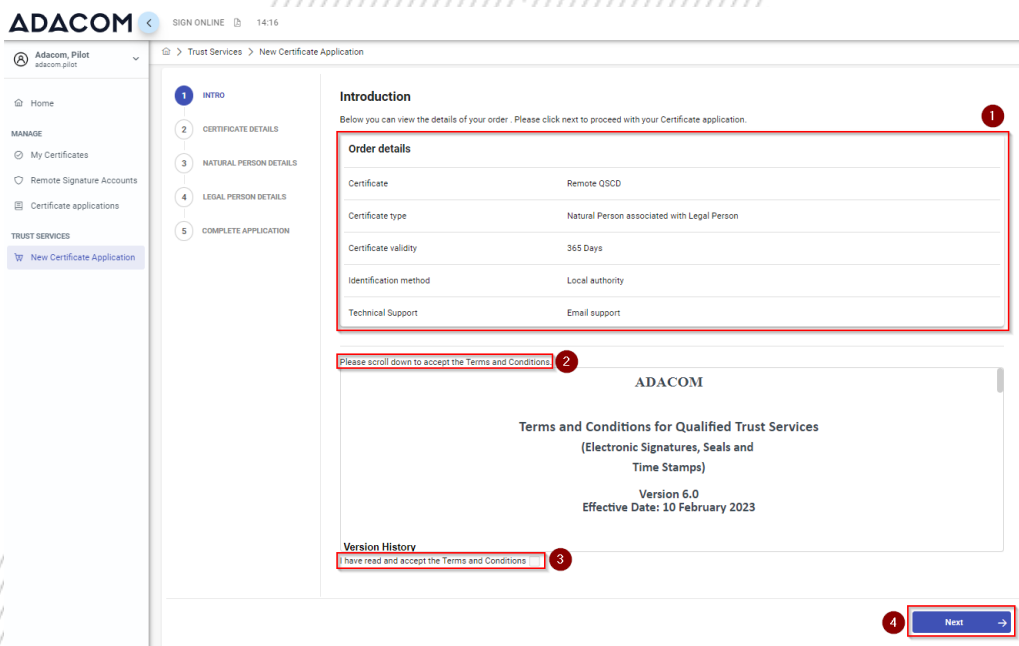 ADACOM
SIGN ONLINE 14:16
Adacom, Pilot
adacom.pilot
Trust Services > New Certificate Application
Home
MANAGE
My Certificates
Remote Signature Accounts
Certificate applications
TRUST SERVICES
New Certificate Application
1 INTRO
2 CERTIFICATE DETAILS
3 NATURAL PERSON DETAILS
4 LEGAL PERSON DETAILS
5 COMPLETE APPLICATION
Introduction
Below you can view the details of your order . Please click next to proceed with your Certificate application.
1
Order details
Certificate Remote QSCD
Certificate type Natural Person associated with Legal Person
Certificate validity 365 Days
Identification method Local authority
Technical Support Email support
Please scroll down to accept the Terms and Conditions. 2
ADACOM
Terms and Conditions for Qualified Trust Services
(Electronic Signatures, Seals and
Time Stamps)
Version 6.0
Effective Date: 10 February 2023
Version History
I have read and accept the Terms and Conditions 3
4 Next